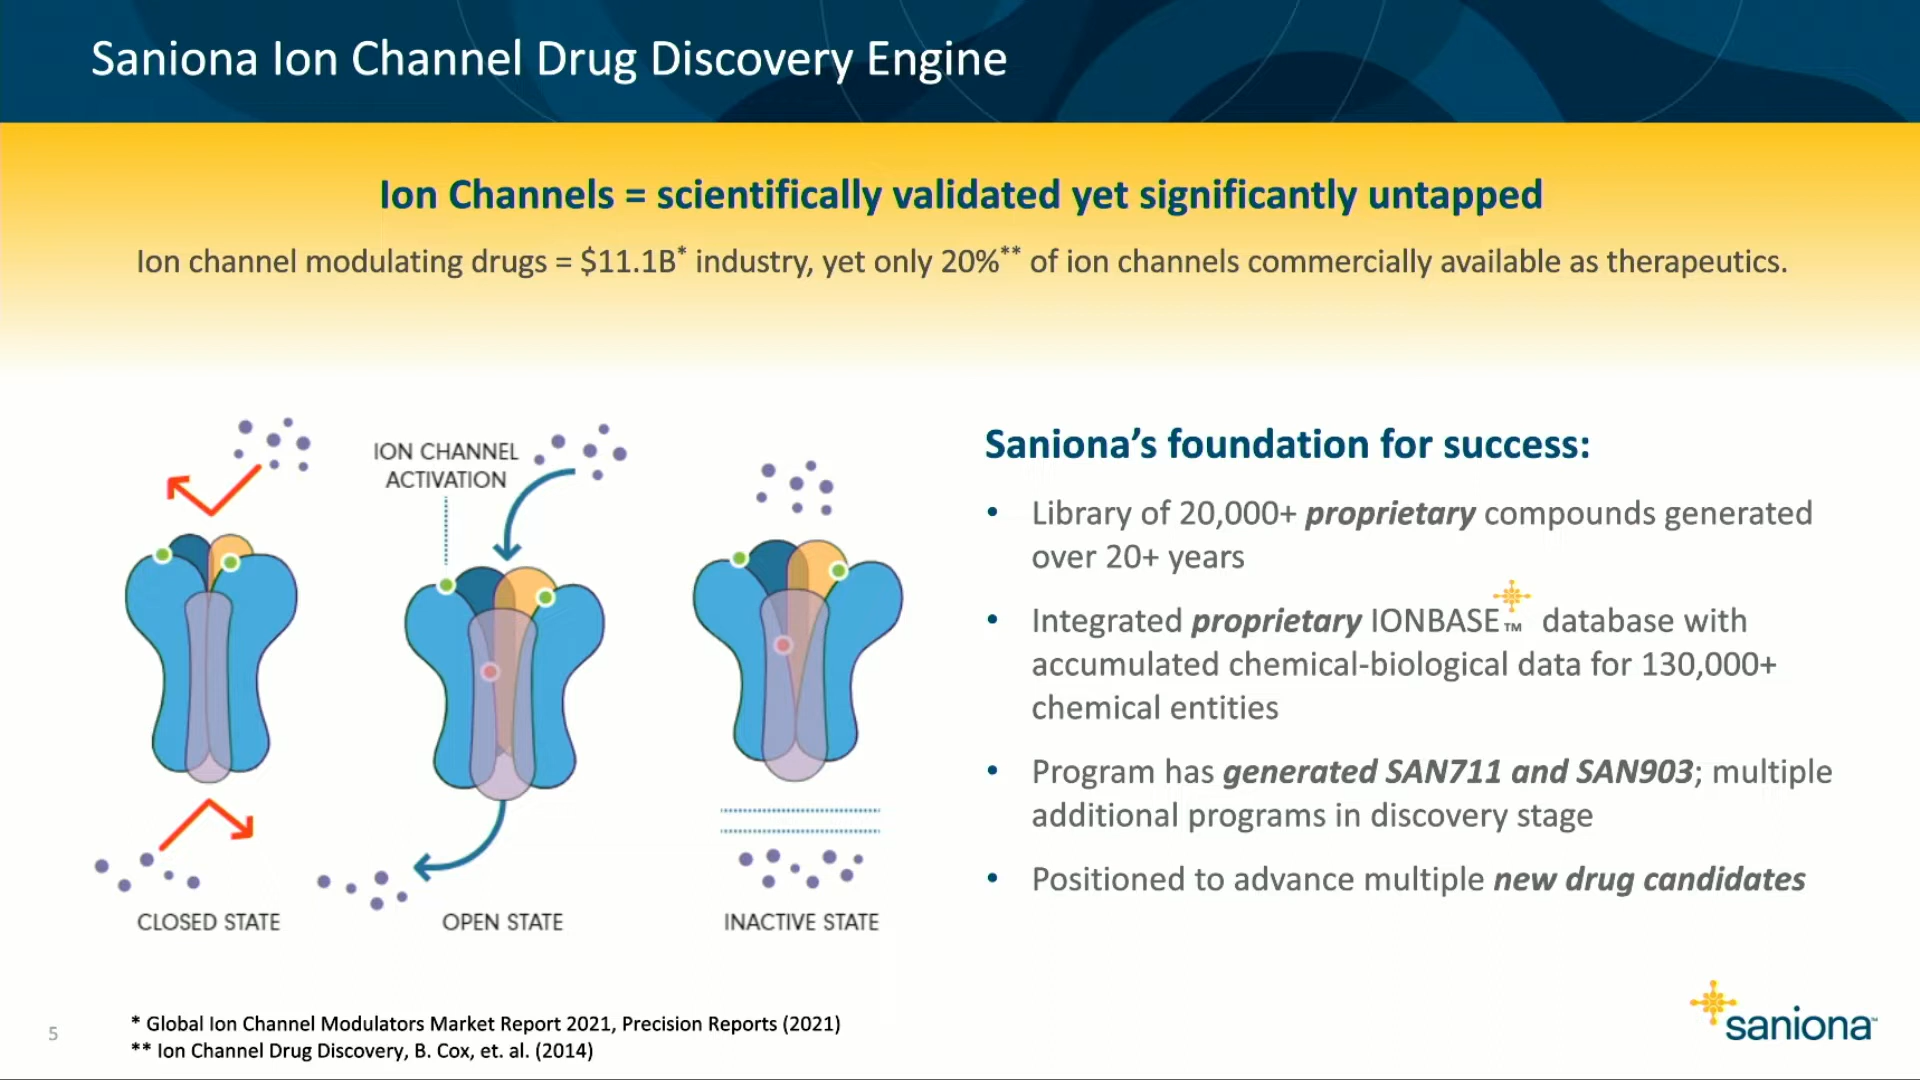 Saniona Ion Channel Drug Discovery Engine
Ion Channels = scientifically validated yet significantly untapped
Ion channel modulating drugs = $11.1B* industry, yet only 20%** of ion channels commercially available as therapeutics.
ION CHANNEL
ACTIVATION
CLOSED STATE
OPEN STATE
INACTIVE STATE
Saniona’s foundation for success:
• Library of 20,000+ proprietary compounds generated
over 20+ years
• Integrated proprietary IONBASE™ database with
accumulated chemical-biological data for 130,000+
chemical entities
• Program has generated SAN711 and SAN903; multiple
additional programs in discovery stage
• Positioned to advance multiple new drug candidates
5
* Global Ion Channel Modulators Market Report 2021, Precision Reports (2021)
** Ion Channel Drug Discovery, B. Cox, et. al. (2014)
saniona™